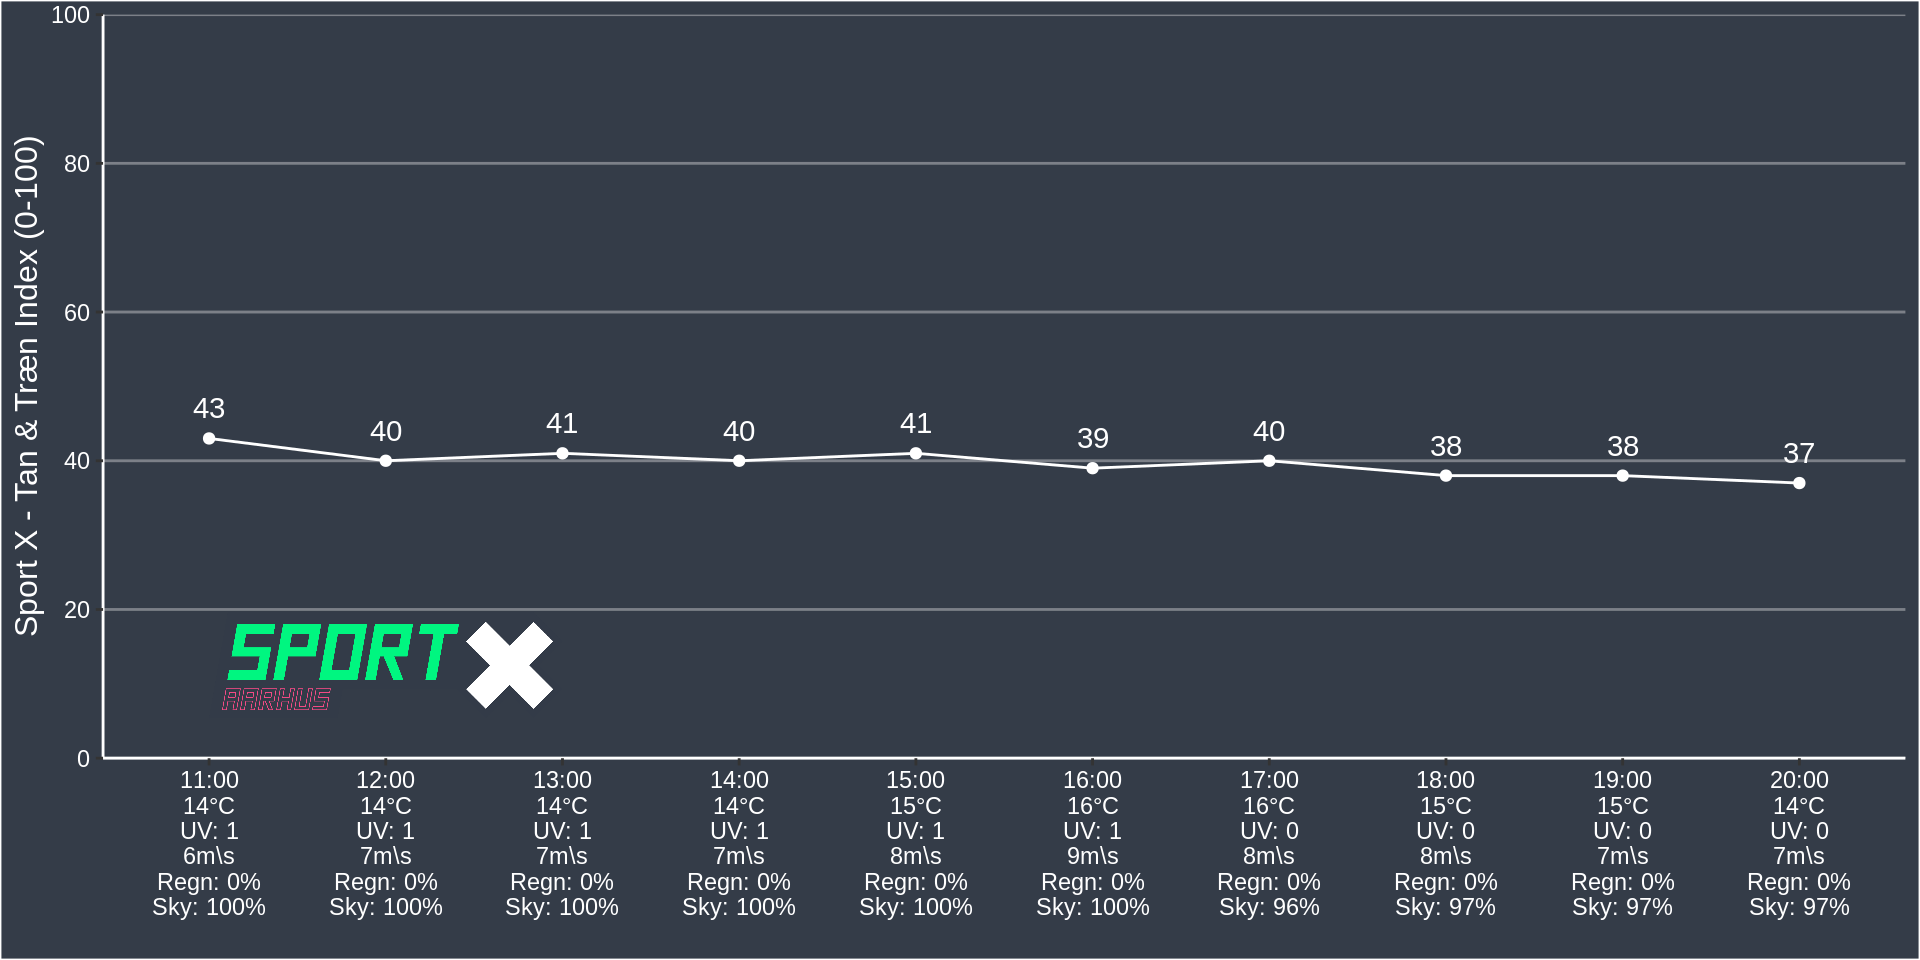 Sport X - Tan & Træn Index (0-100)
100
80
60
40
20
0
43
40
41
40
41
39
40
38
38
37
SPORT X
AARHUS
11:00 12:00 13:00 14:00 15:00 16:00 17:00 18:00 19:00 20:00
14°C 14°C 14°C 14°C 15°C 16°C 16°C 15°C 15°C 14°C
UV: 1 UV: 1 UV: 1 UV: 1 UV: 1 UV: 1 UV: 0 UV: 0 UV: 0 UV: 0
6m\s 7m\s 7m\s 7m\s 8m\s 9m\s 8m\s 8m\s 7m\s 7m\s
Regn: 0% Regn: 0% Regn: 0% Regn: 0% Regn: 0% Regn: 0% Regn: 0% Regn: 0% Regn: 0% Regn: 0%
Sky: 100% Sky: 100% Sky: 100% Sky: 100% Sky: 100% Sky: 100% Sky: 96% Sky: 97% Sky: 97% Sky: 97%